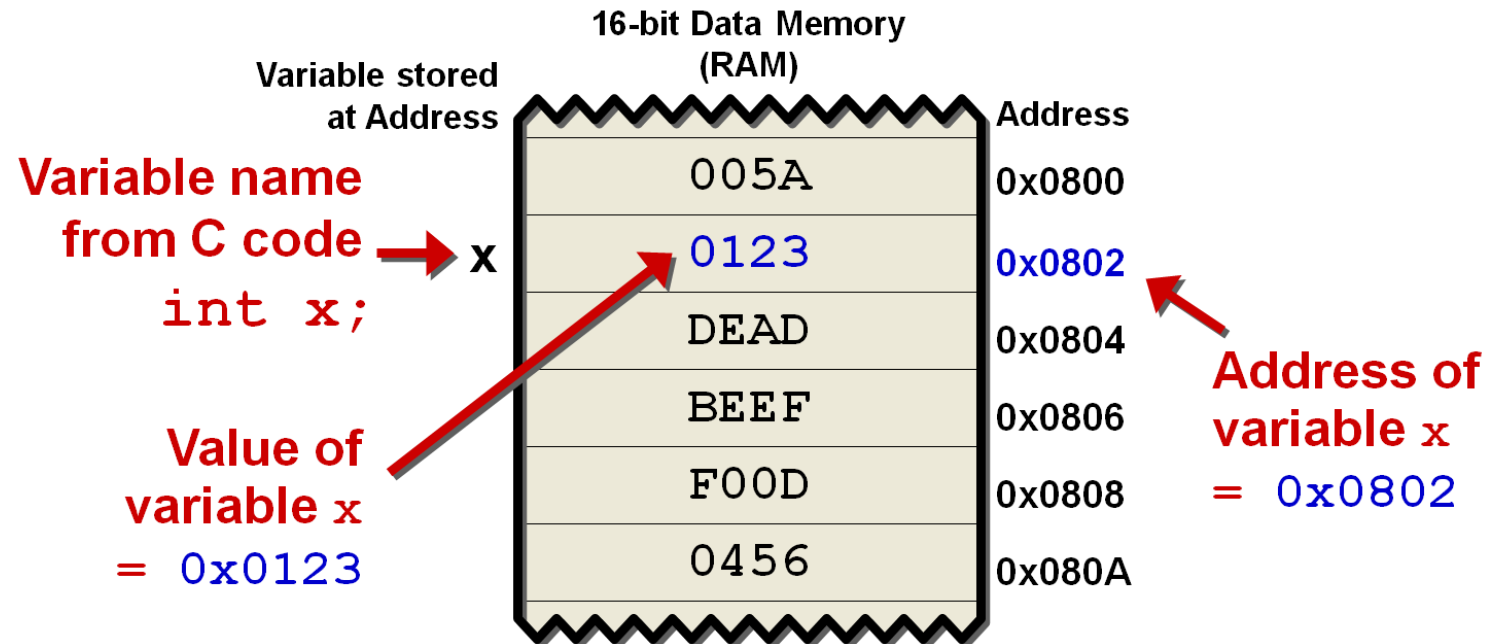 16-bit Data Memory
(RAM)
Variable stored
at Address
Address
Variable name
from C code
int x;
x
005A
0x0800
0123
0x0802
DEAD
0x0804
BEEF
0x0806
F00D
0x0808
0456
0x080A
Value of
variable x
= 0x0123
Address of
variable x
= 0x0802